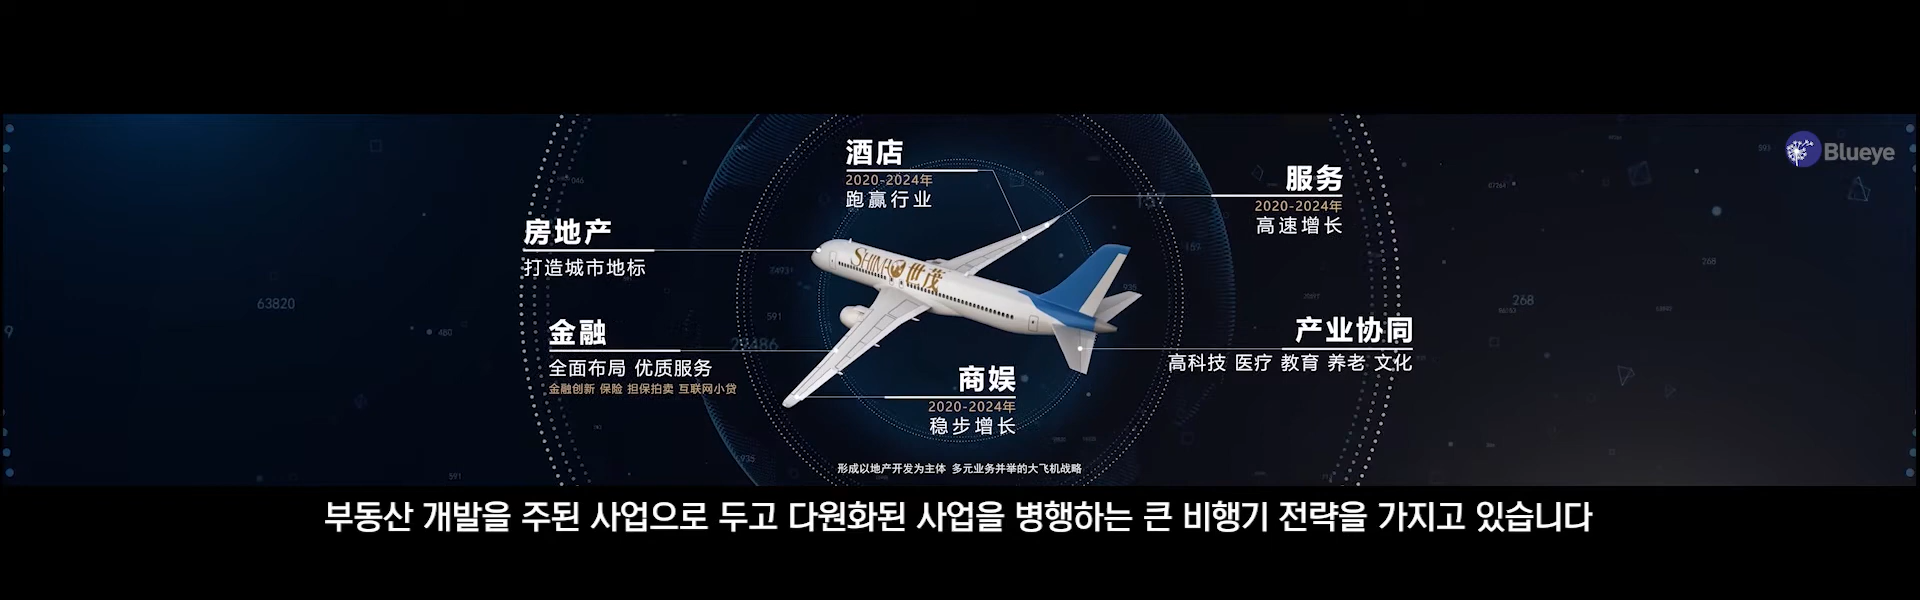 Blueye
酒店
2020-2024年
跑赢行业
服务
2020-2024年
高速增长
房地产
打造城市地标
SHIMAO 世茂
金融
全面布局 优质服务
金融创新 保险 担保拍卖 互联网小贷
产业协同
高科技 医疗 教育 养老 文化
商娱
2020-2024年
稳步增长
63820
268
268
480
591
591
935
形成以地产开发为主体 多元业务并举的大飞机战略
부동산 개발을 주된 사업으로 두고 다원화된 사업을 병행하는 큰 비행기 전략을 가지고 있습니다